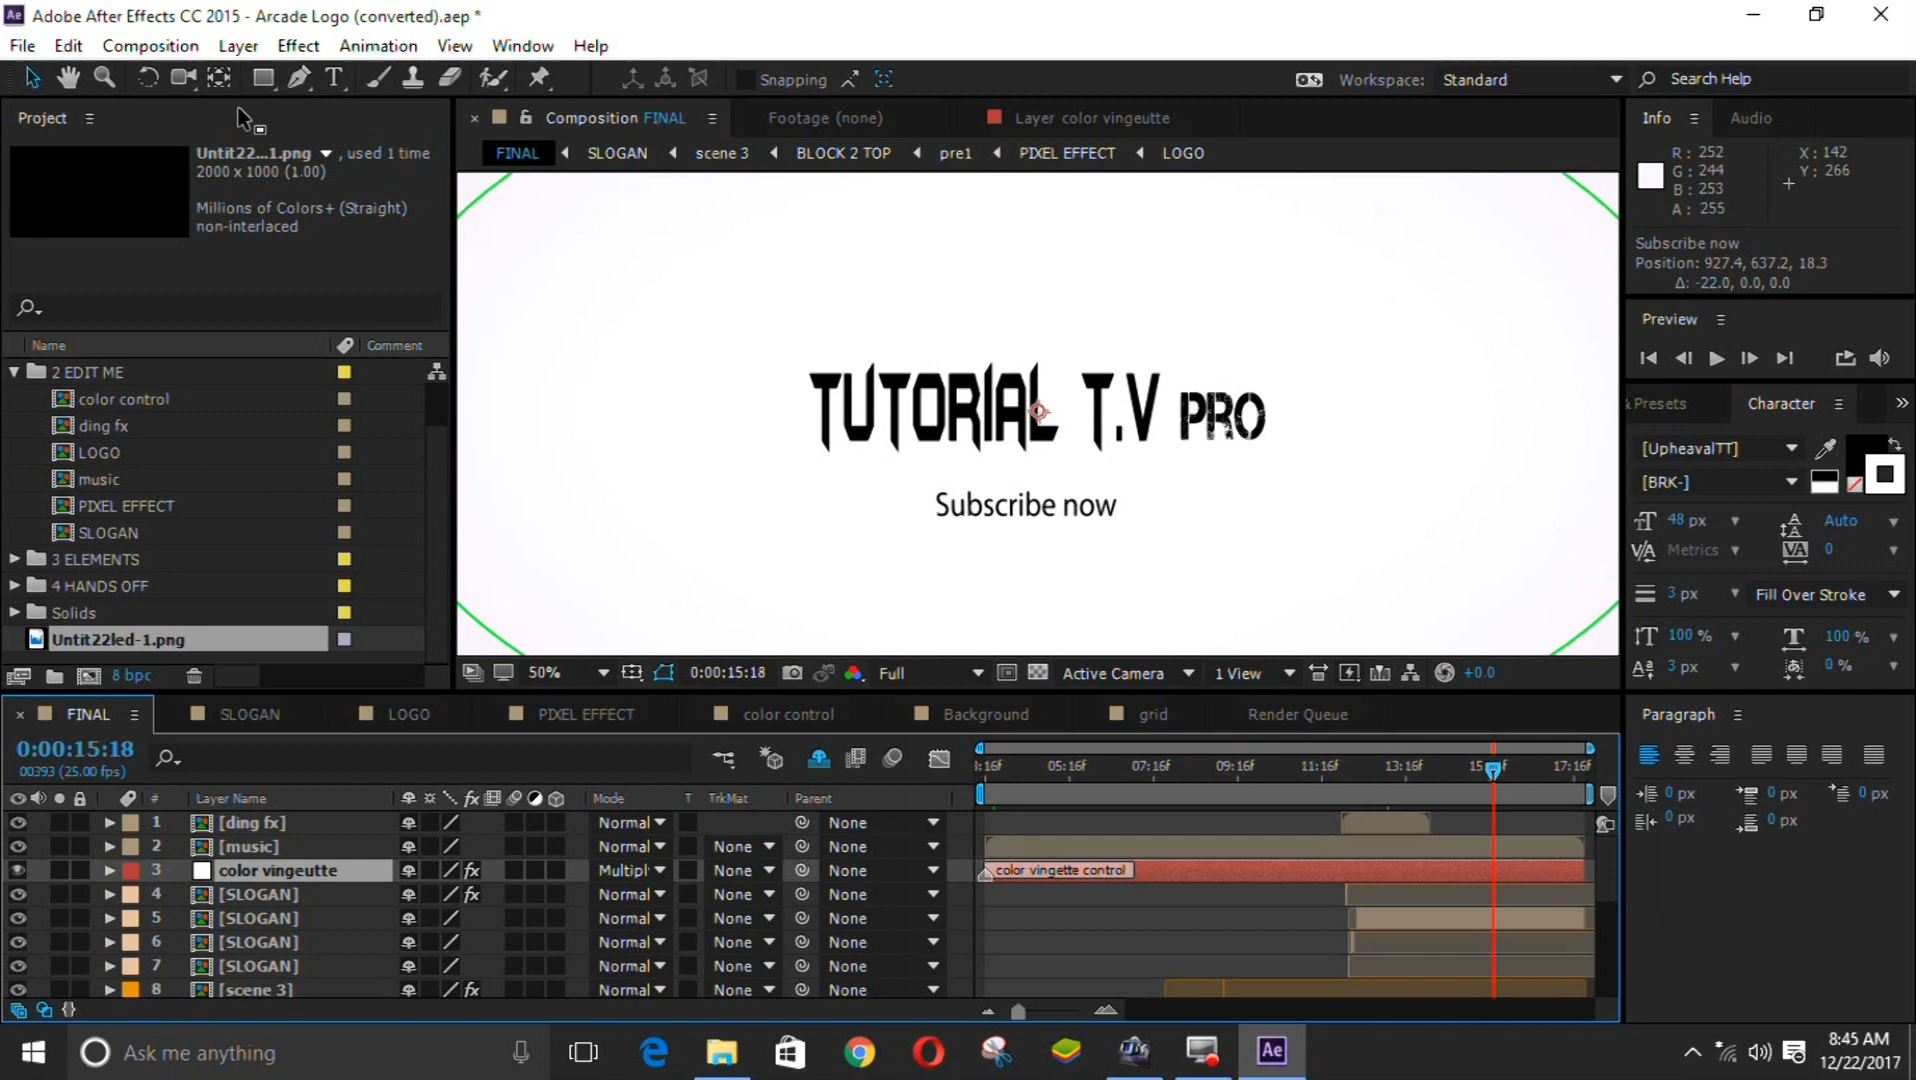 Ae Adobe After Effects CC 2015 - Arcade Logo (converted).aep *
File Edit Composition Layer Effect Animation View Window Help
Snapping
Workspace: Standard
Search Help
Project
Untit22...1.png , used 1 time
2000 x 1000 (1.00)
Millions of Colors+ (Straight)
non-interlaced
Name Comment
2 EDIT ME
color control
ding fx
LOGO
music
PIXEL EFFECT
SLOGAN
3 ELEMENTS
4 HANDS OFF
Solids
Untit22led-1.png
8 bpc
Composition FINAL
Footage (none)
Layer color vingeutte
FINAL SLOGAN scene 3 BLOCK 2 TOP pre1 PIXEL EFFECT LOGO
TUTORIAL T.V PRO
Subscribe now
50% 0:00:15:18 Full Active Camera 1 View +0.0
Info Audio
R: 252 X: 142
G: 244 Y: 266
B: 253
A: 255
Subscribe now
Position: 927.4, 637.2, 18.3
Δ: -22.0, 0.0, 0.0
Preview
Presets Character
[UpheavalTT]
[BRK-]
48 px Auto
Metrics 0
3 px Fill Over Stroke
100 % 100 %
3 px 0 %
Paragraph
0 px 0 px 0 px
0 px 0 px
FINAL SLOGAN LOGO PIXEL EFFECT color control Background grid Render Queue
0:00:15:18
00393 (25.00 fps)
:16f 05:16f 07:16f 09:16f 11:16f 13:16f 15 17:16f
# Layer Name Mode T TrkMat Parent
1 [ding fx] Normal None
2 [music] Normal None None
3 color vingeutte Multipl None None color vingette control
4 [SLOGAN] Normal None None
5 [SLOGAN] Normal None None
6 [SLOGAN] Normal None None
7 [SLOGAN] Normal None None
8 [scene 3] Normal None None
Ask me anything
Ae
8:45 AM
12/22/2017